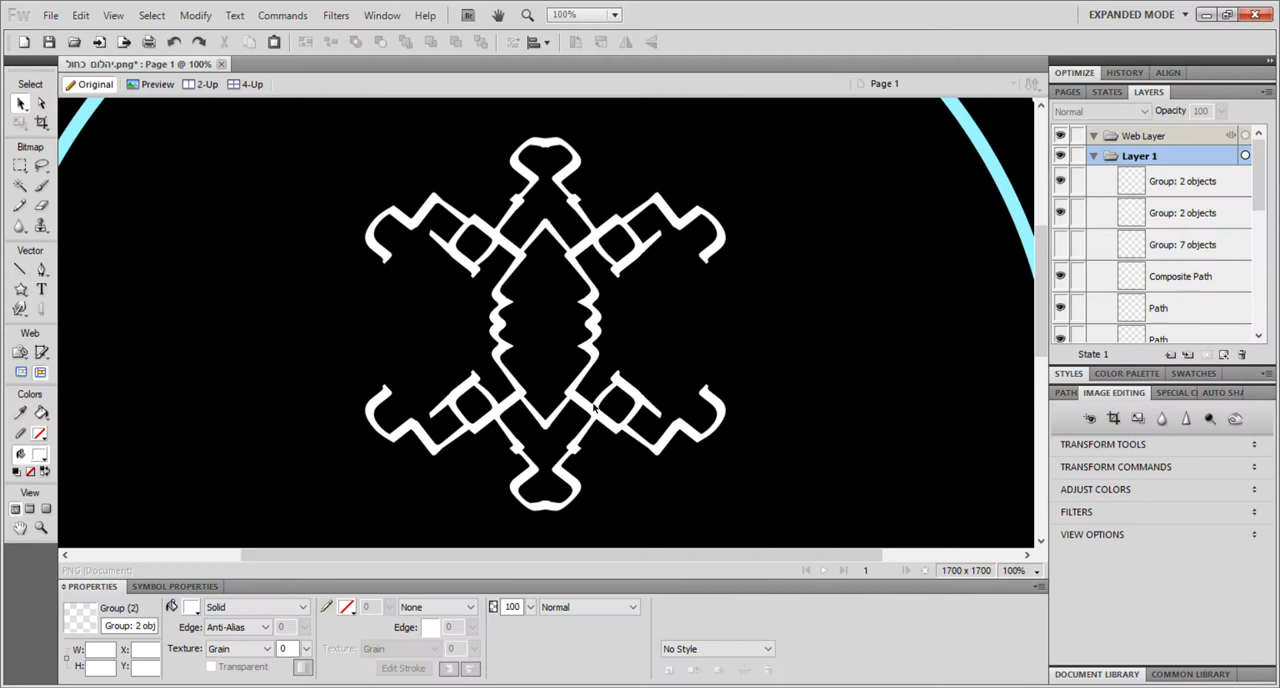 Fw File Edit View Select Modify Text Commands Filters Window Help Br 100% EXPANDED MODE
יהלום כחול.png*: Page 1 @ 100%
Original Preview 2-Up 4-Up Page 1
Select
Bitmap
Vector
T
Web
Colors
View
OPTIMIZE HISTORY ALIGN
PAGES STATES LAYERS
Normal Opacity 100
Web Layer
Layer 1
Group: 2 objects
Group: 2 objects
Group: 7 objects
Composite Path
Path
Path
State 1
STYLES COLOR PALETTE SWATCHES
PATH IMAGE EDITING SPECIAL C AUTO SHA
TRANSFORM TOOLS
TRANSFORM COMMANDS
ADJUST COLORS
FILTERS
VIEW OPTIONS
PNG (Document) 1 1700 x 1700 100%
PROPERTIES SYMBOL PROPERTIES
Group (2) Solid 0 None 100 Normal
Group: 2 obj Edge: Anti-Alias 0 Edge: 0
W: X: Texture: Grain 0 Texture: Grain 0 No Style
H: Y: Transparent Edit Stroke
DOCUMENT LIBRARY COMMON LIBRARY